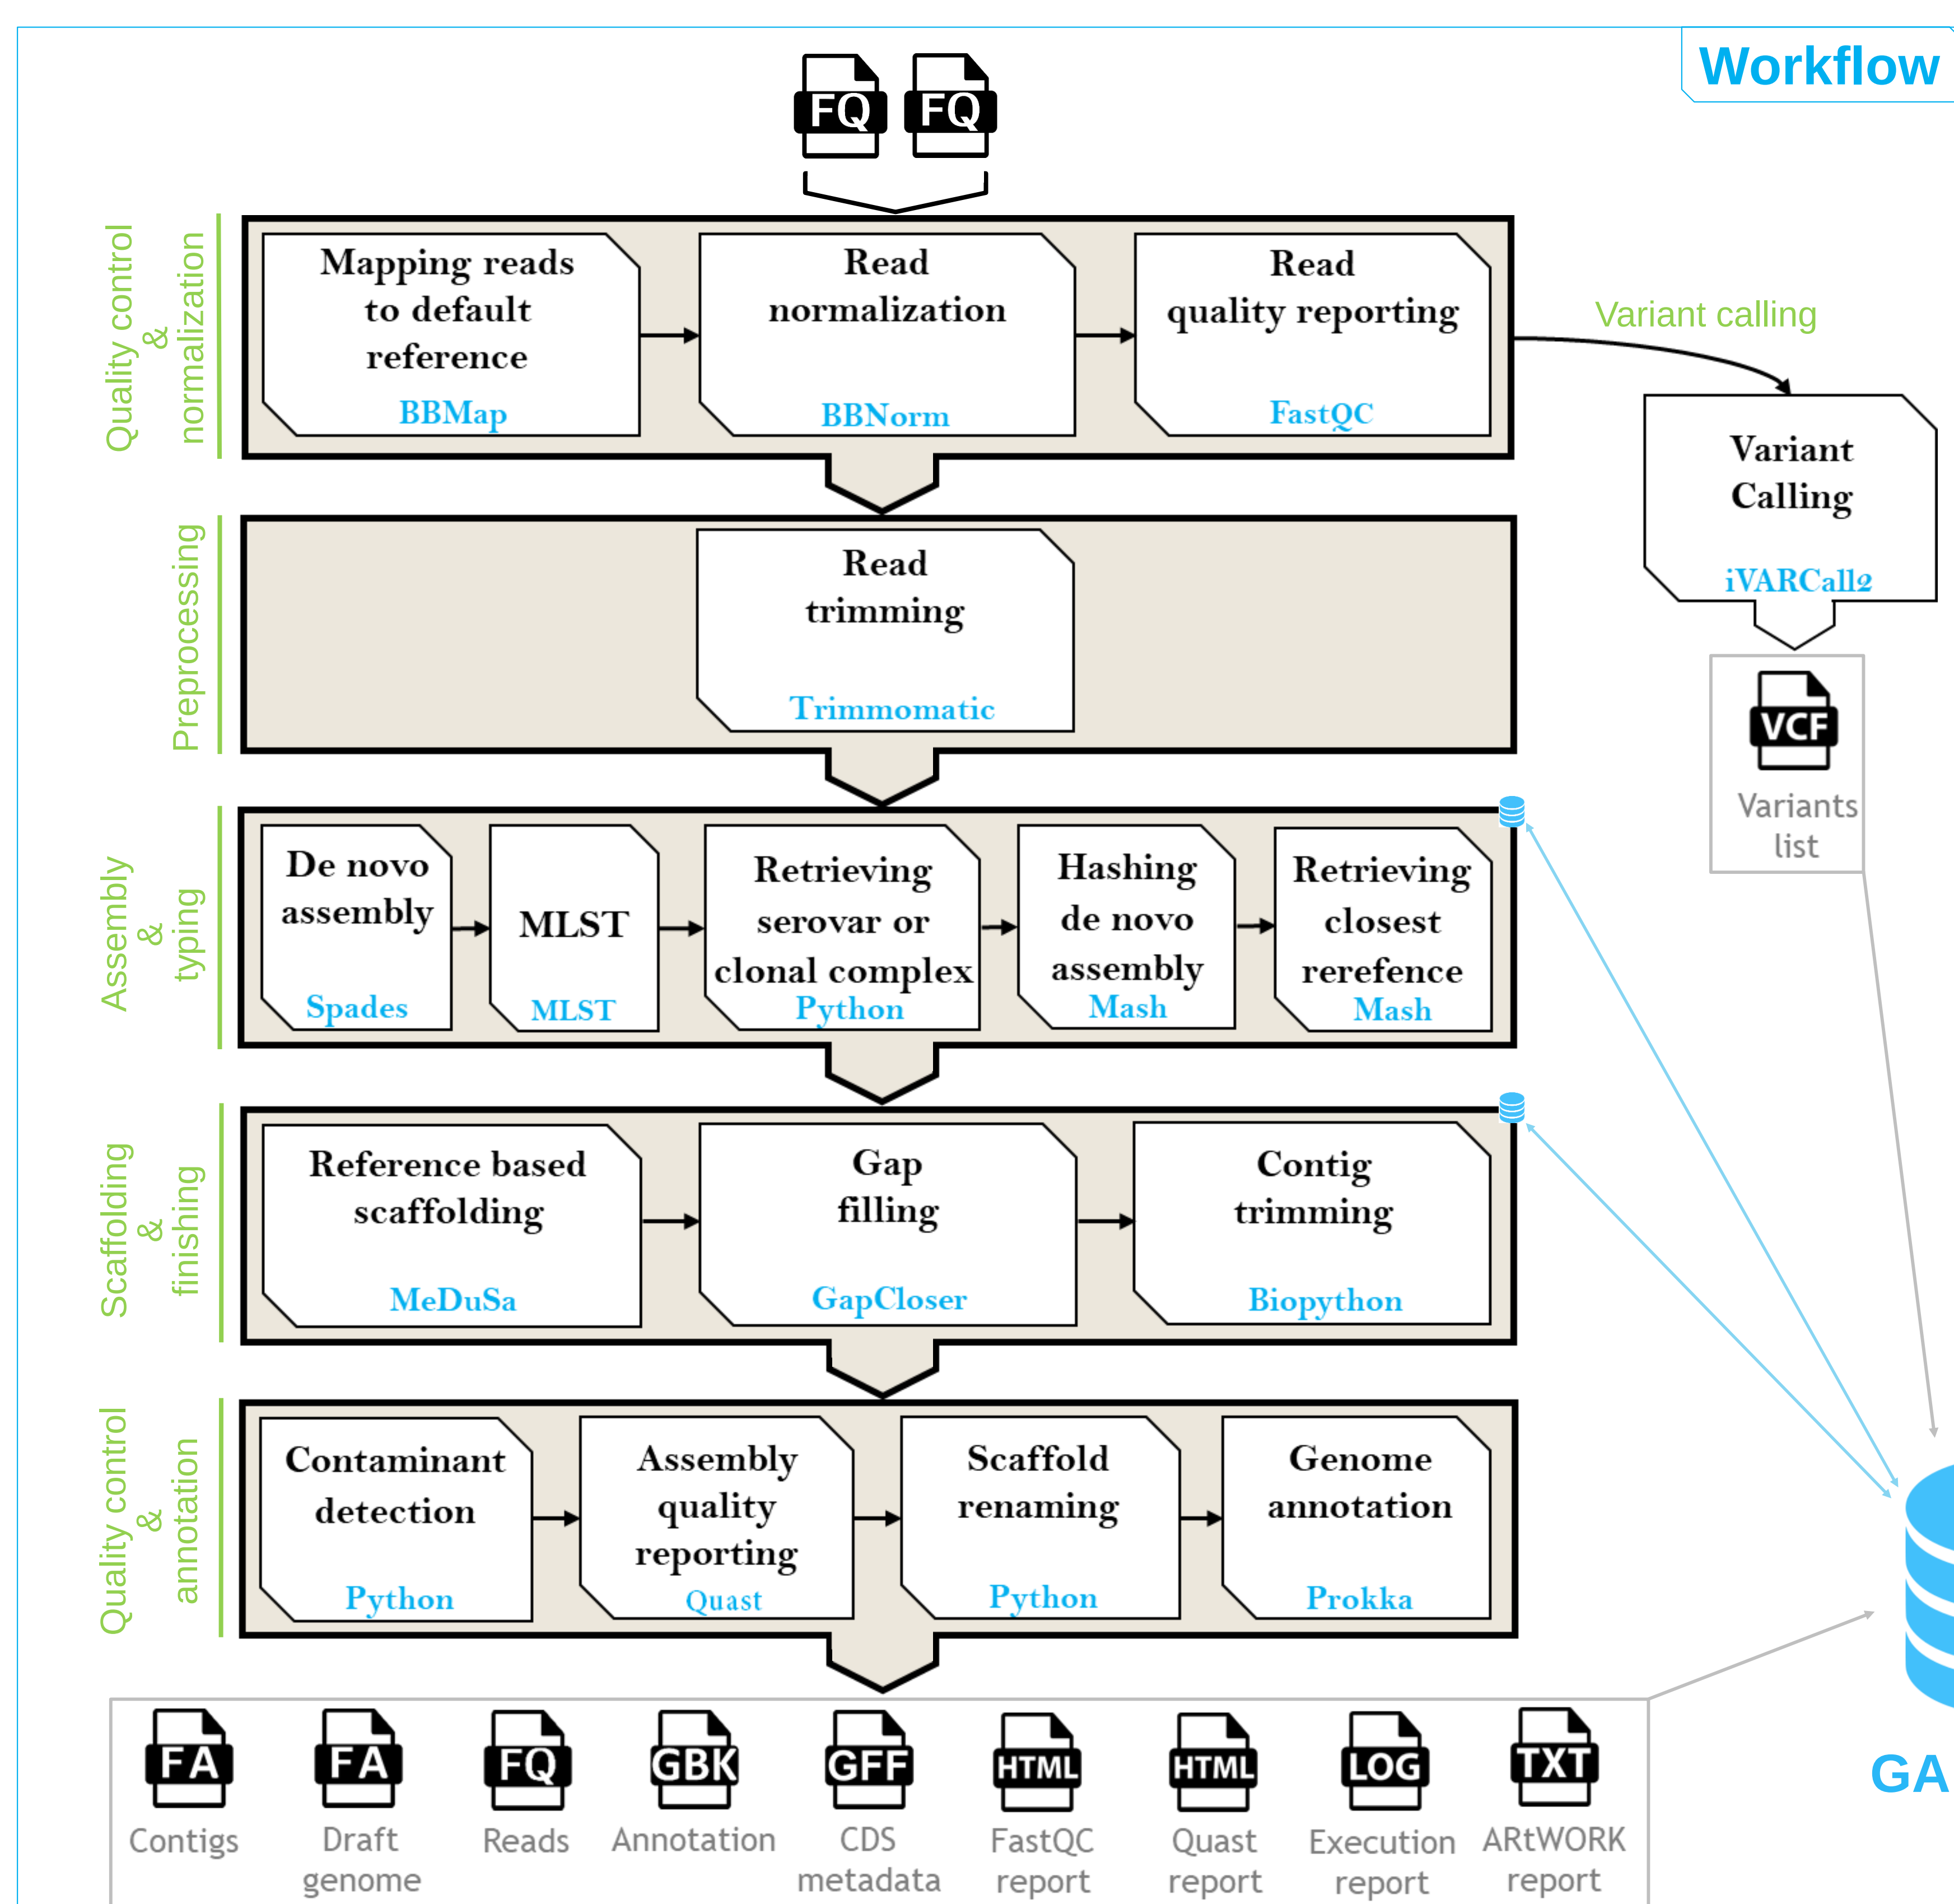 Workflow
FQ FQ
Quality control
&
normalization
Mapping reads
to default
reference
BBMap
Read
normalization
BBNorm
Read
quality reporting
FastQC
Variant calling
Variant
Calling
iVARCall2
VCF
Variants
list
Preprocessing
Read
trimming
Trimmomatic
Assembly
&
typing
De novo
assembly
Spades
MLST
MLST
Retrieving
serovar or
clonal complex
Python
Hashing
de novo
assembly
Mash
Retrieving
closest
rerefence
Mash
Scaffolding
&
finishing
Reference based
scaffolding
MeDuSa
Gap
filling
GapCloser
Contig
trimming
Biopython
Quality control
&
annotation
Contaminant
detection
Python
Assembly
quality
reporting
Quast
Scaffold
renaming
Python
Genome
annotation
Prokka
GA
FA
Contigs
FA
Draft
genome
FQ
Reads
GBK
Annotation
GFF
CDS
metadata
HTML
FastQC
report
HTML
Quast
report
LOG
Execution
report
TXT
ARtWORK
report